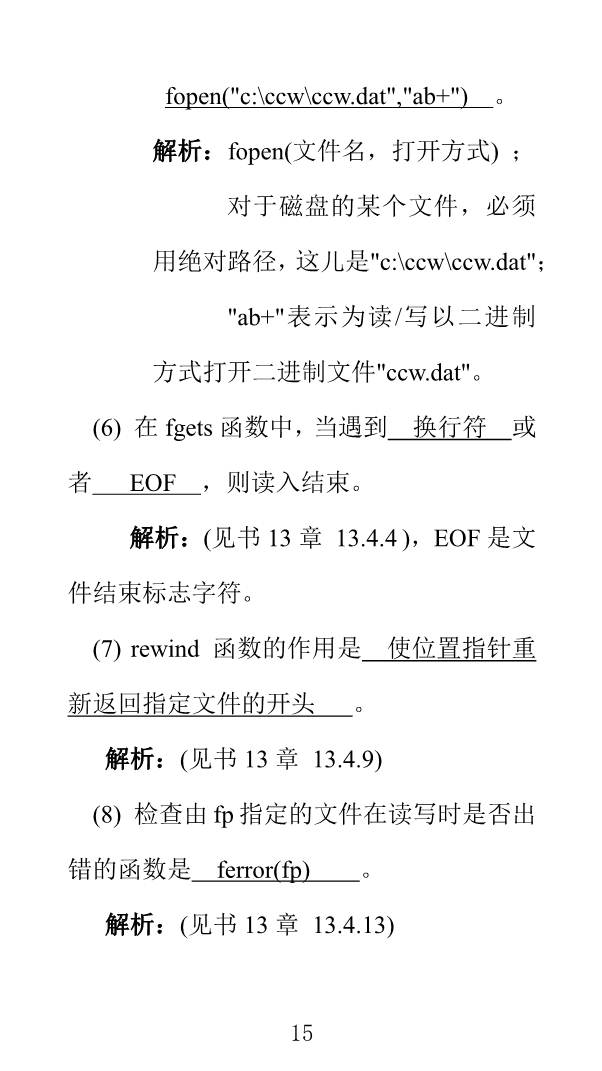 fopen("c:\ccw\ccw.dat","ab+") 。
解析：fopen(文件名，打开方式) ；
对于磁盘的某个文件，必须
用绝对路径，这儿是"c:\ccw\ccw.dat"；
"ab+"表示为读/写以二进制
方式打开二进制文件"ccw.dat"。
(6) 在 fgets 函数中，当遇到 换行符 或
者 EOF ，则读入结束。
解析：(见书 13 章 13.4.4 )，EOF 是文
件结束标志字符。
(7) rewind 函数的作用是 使位置指针重
新返回指定文件的开头 。
解析：(见书 13 章 13.4.9)
(8) 检查由 fp 指定的文件在读写时是否出
错的函数是 ferror(fp) 。
解析：(见书 13 章 13.4.13)
15